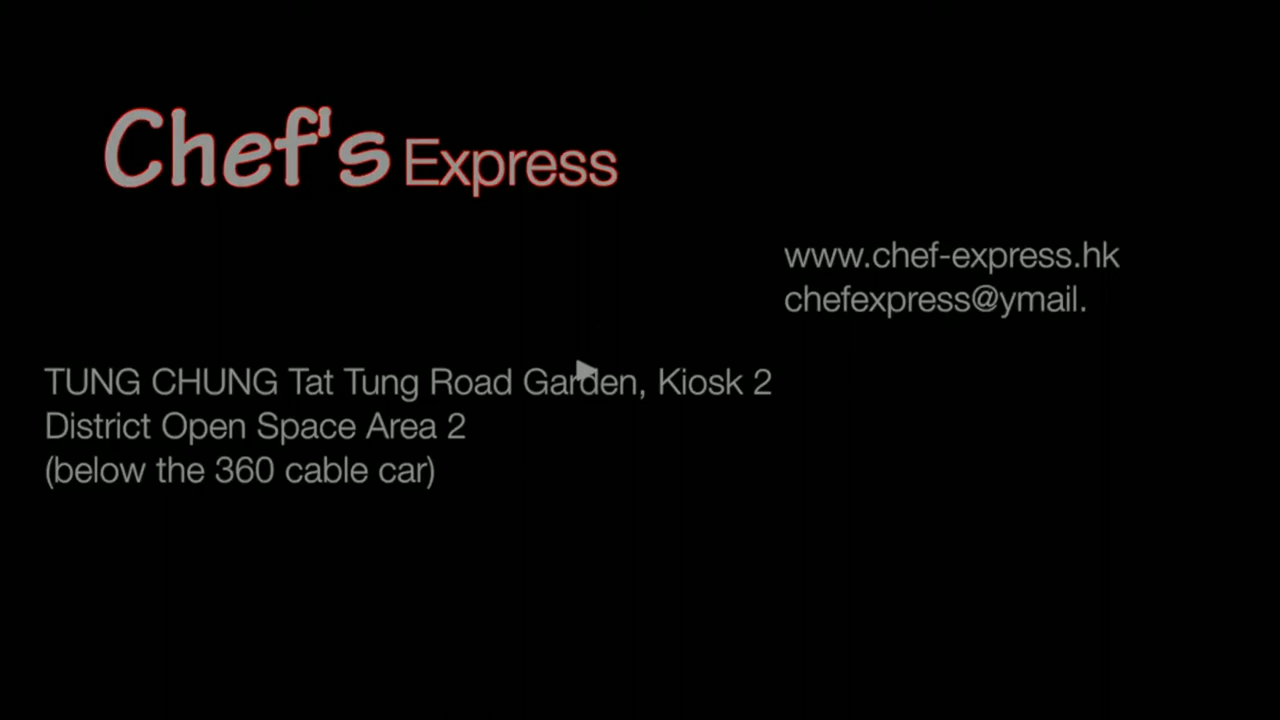 Chef's Express
www.chef-express.hk
chefexpress@ymail.
TUNG CHUNG Tat Tung Road Garden, Kiosk 2
District Open Space Area 2
(below the 360 cable car)